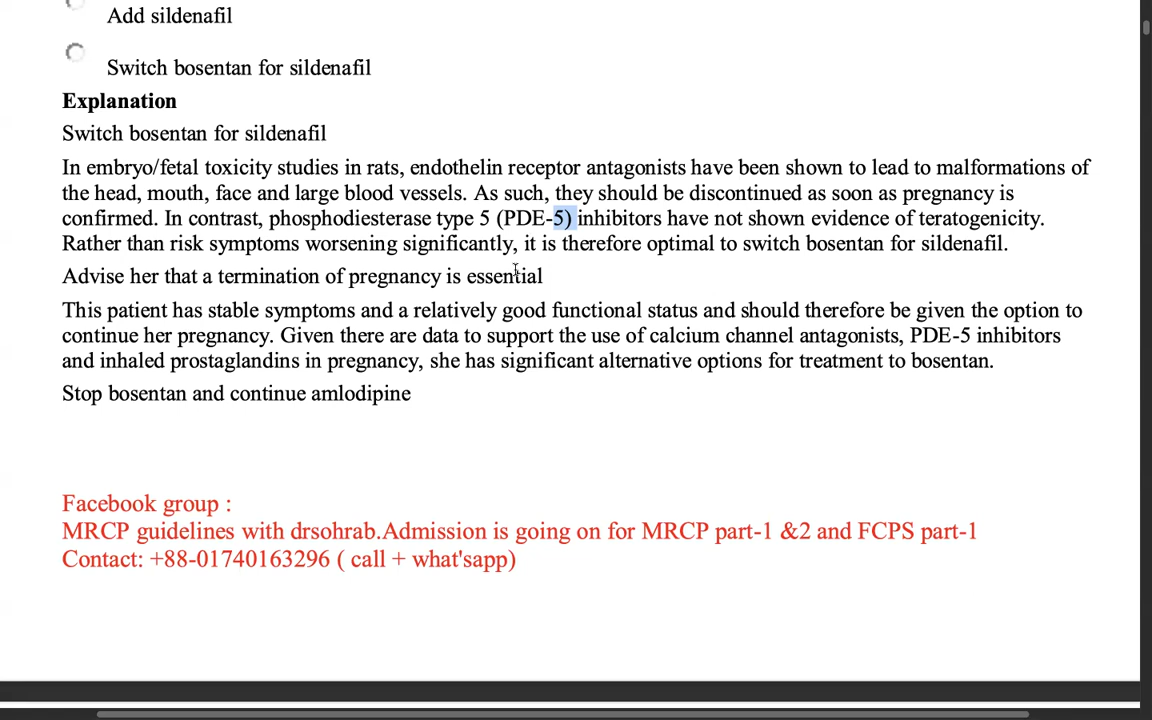 Add sildenafil
Switch bosentan for sildenafil
Explanation
Switch bosentan for sildenafil
In embryo/fetal toxicity studies in rats, endothelin receptor antagonists have been shown to lead to malformations of
the head, mouth, face and large blood vessels. As such, they should be discontinued as soon as pregnancy is
confirmed. In contrast, phosphodiesterase type 5 (PDE-5) inhibitors have not shown evidence of teratogenicity.
Rather than risk symptoms worsening significantly, it is therefore optimal to switch bosentan for sildenafil.
Advise her that a termination of pregnancy is essential
This patient has stable symptoms and a relatively good functional status and should therefore be given the option to
continue her pregnancy. Given there are data to support the use of calcium channel antagonists, PDE-5 inhibitors
and inhaled prostaglandins in pregnancy, she has significant alternative options for treatment to bosentan.
Stop bosentan and continue amlodipine
Facebook group :
MRCP guidelines with drsohrab.Admission is going on for MRCP part-1 &2 and FCPS part-1
Contact: +88-01740163296 ( call + what'sapp)